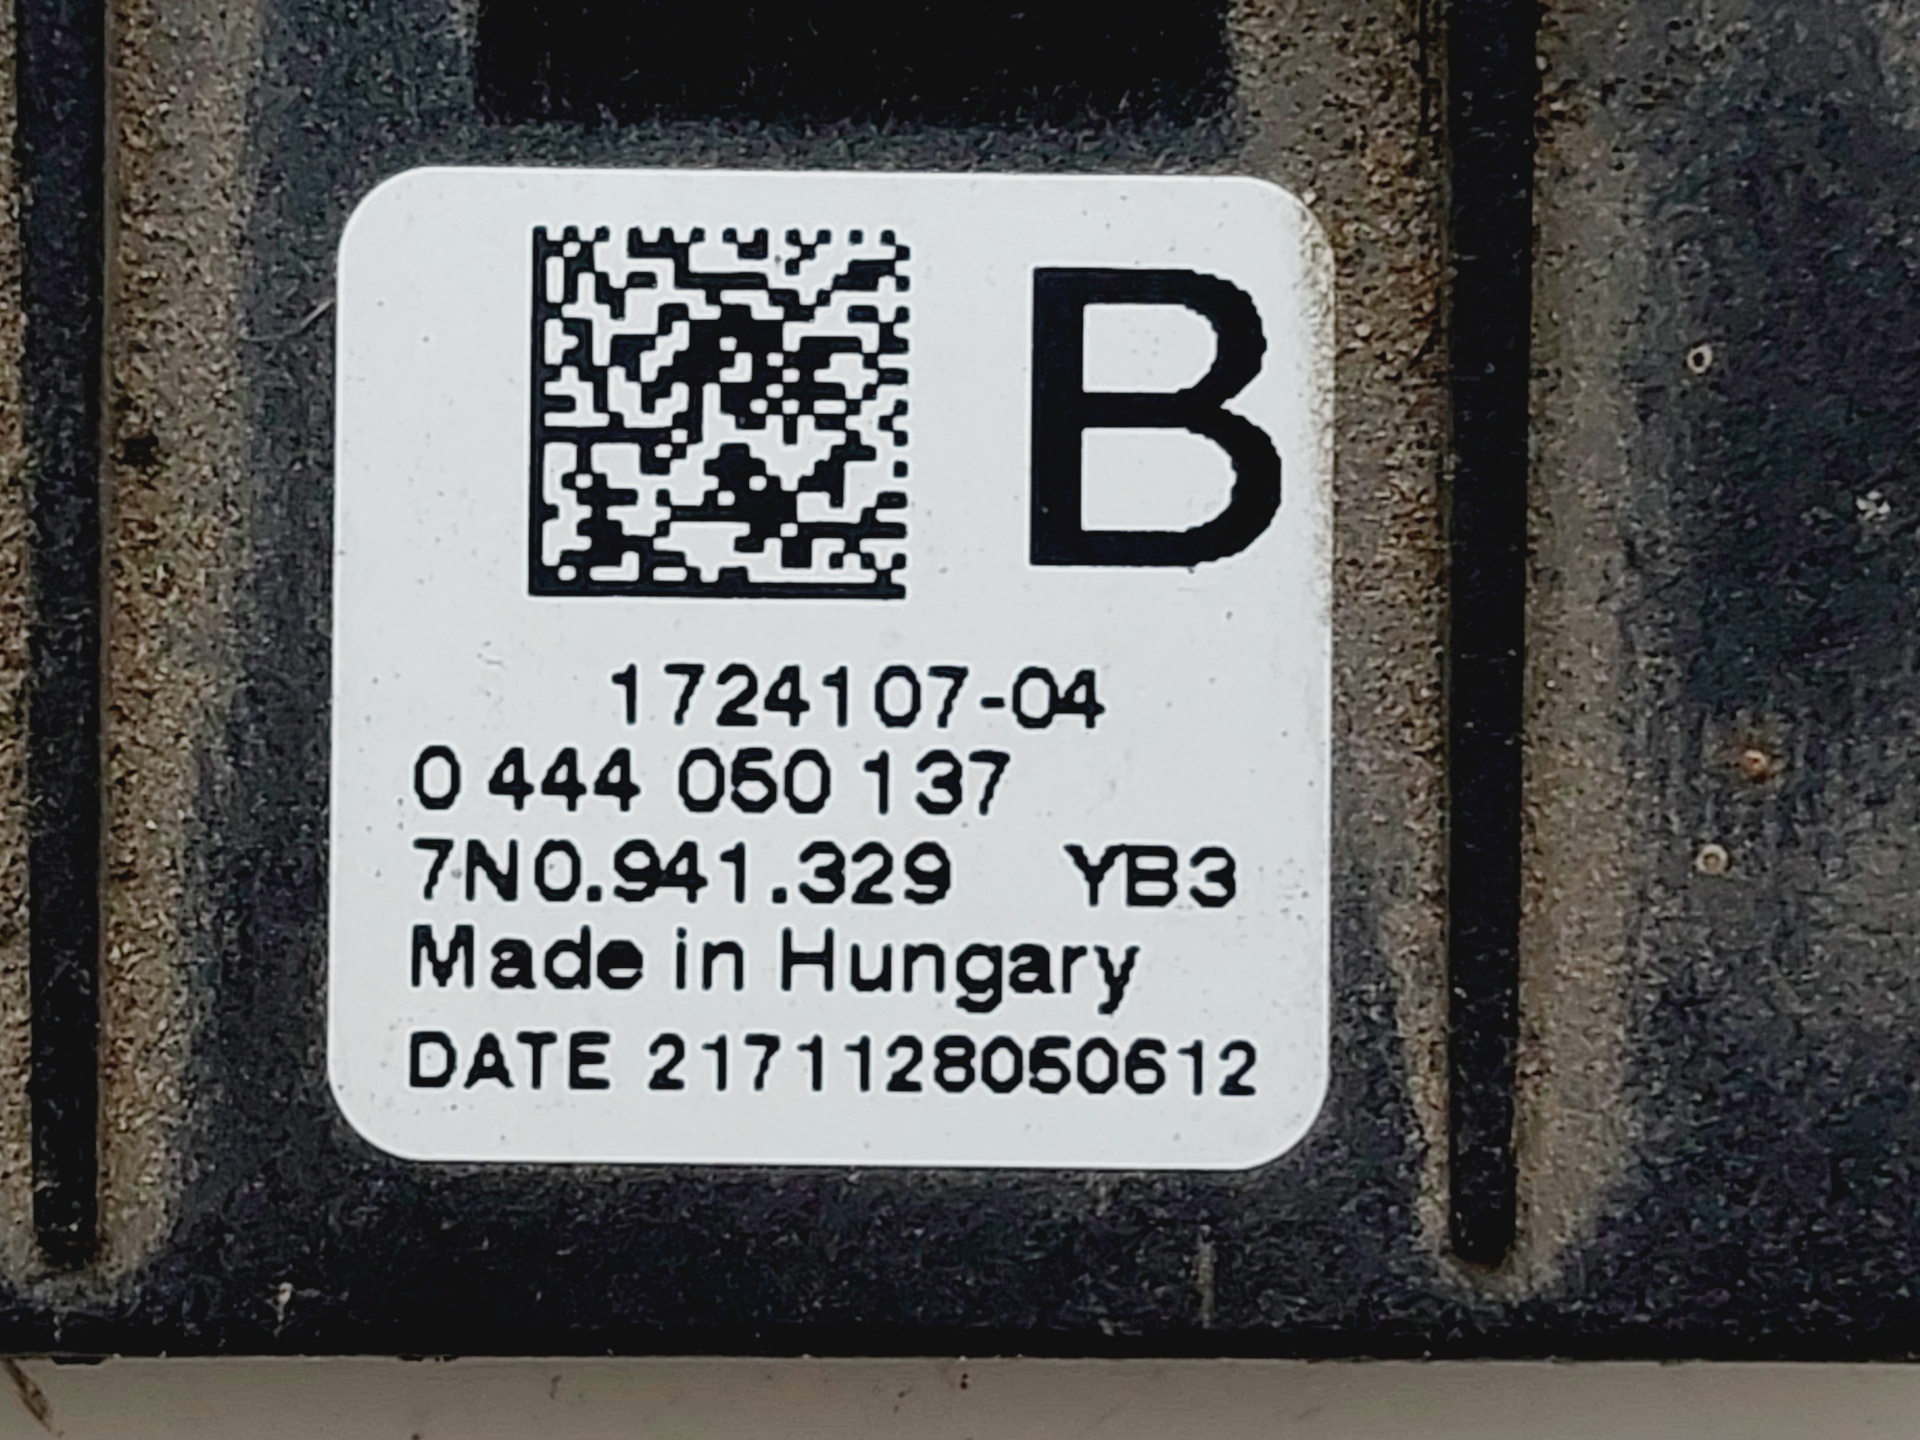 B
1724107-04
0 444 050 137
7N0.941.329 YB3
Made in Hungary
DATE 2171128050612